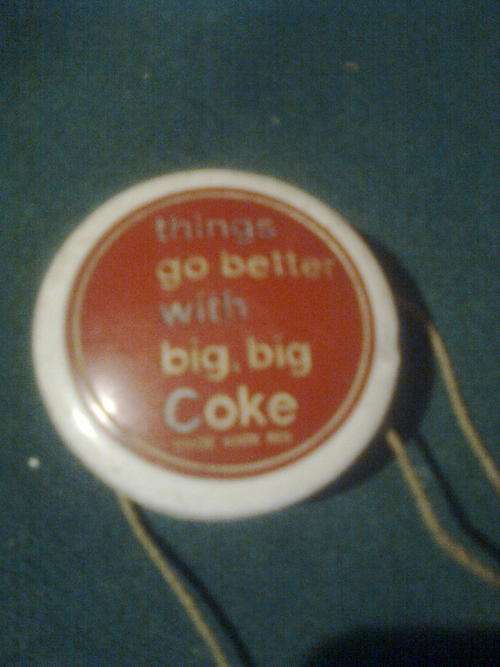 things
go better
with
big, big
Coke